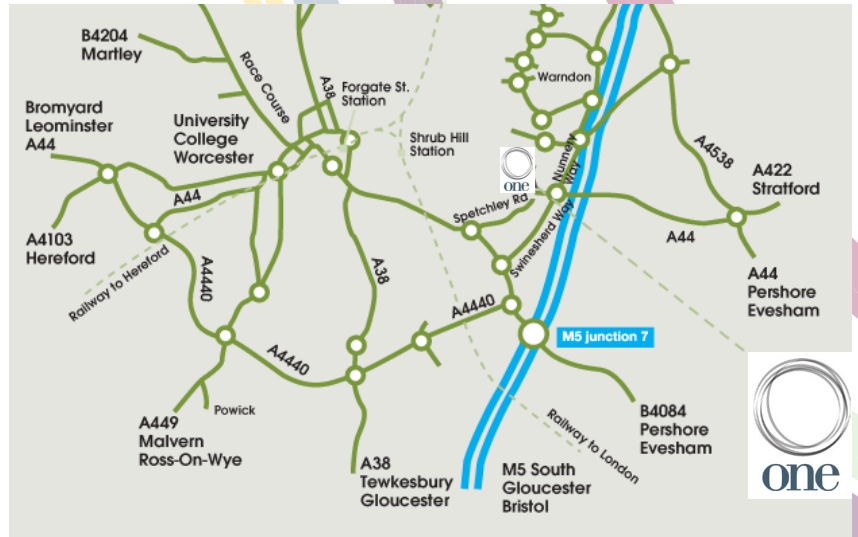 B4204
Martley
Race Course
A38
Forgate St.
Station
Warndon
Bromyard
Leominster
A44
University
College
Worcester
Shrub Hill
Station
Nunnery
Way
A4538
A422
Stratford
one
A44
Spetchley Rd
Swinesherd Way
A44
A4103
Hereford
Railway to Hereford
A4440
A38
A44
Pershore
Evesham
A4440
M5 junction 7
A4440
A449
Malvern
Ross-On-Wye
Powick
B4084
Pershore
Evesham
Railway to London
A38
Tewkesbury
Gloucester
M5 South
Gloucester
Bristol
one